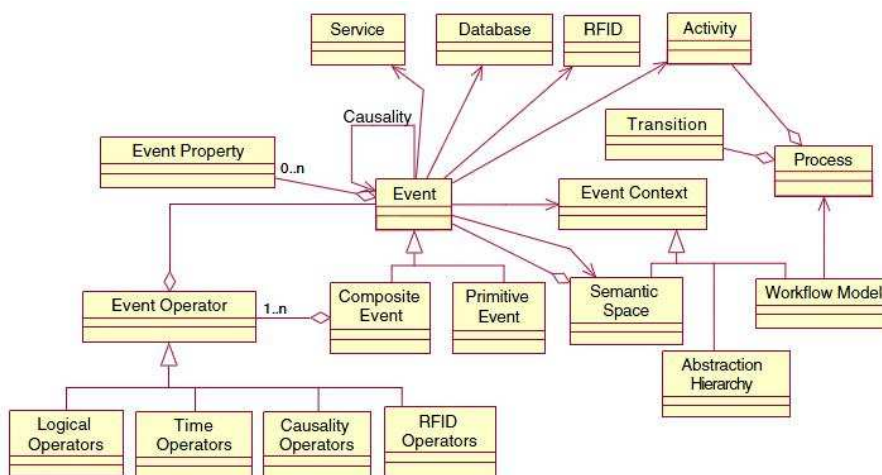 Service
Database
RFID
Activity
Causality
Transition
Event Property
0..n
Process
Event
Event Context
Event Operator
1..n
Composite
Event
Primitive
Event
Semantic
Space
Workflow Model
Abstraction
Hierarchy
Logical
Operators
Time
Operators
Causality
Operators
RFID
Operators